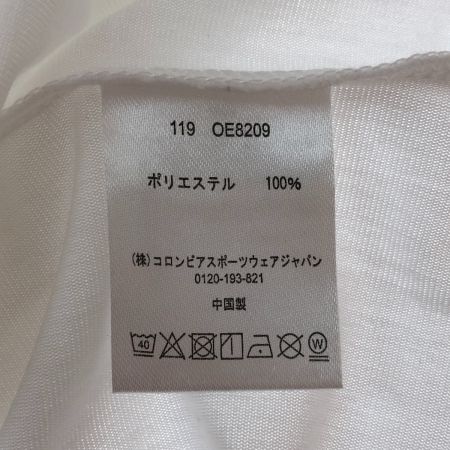 119 OE8209
ポリエステル 100%
(株)コロンビアスポーツウェアジャパン
0120-193-821
中国製
40 W